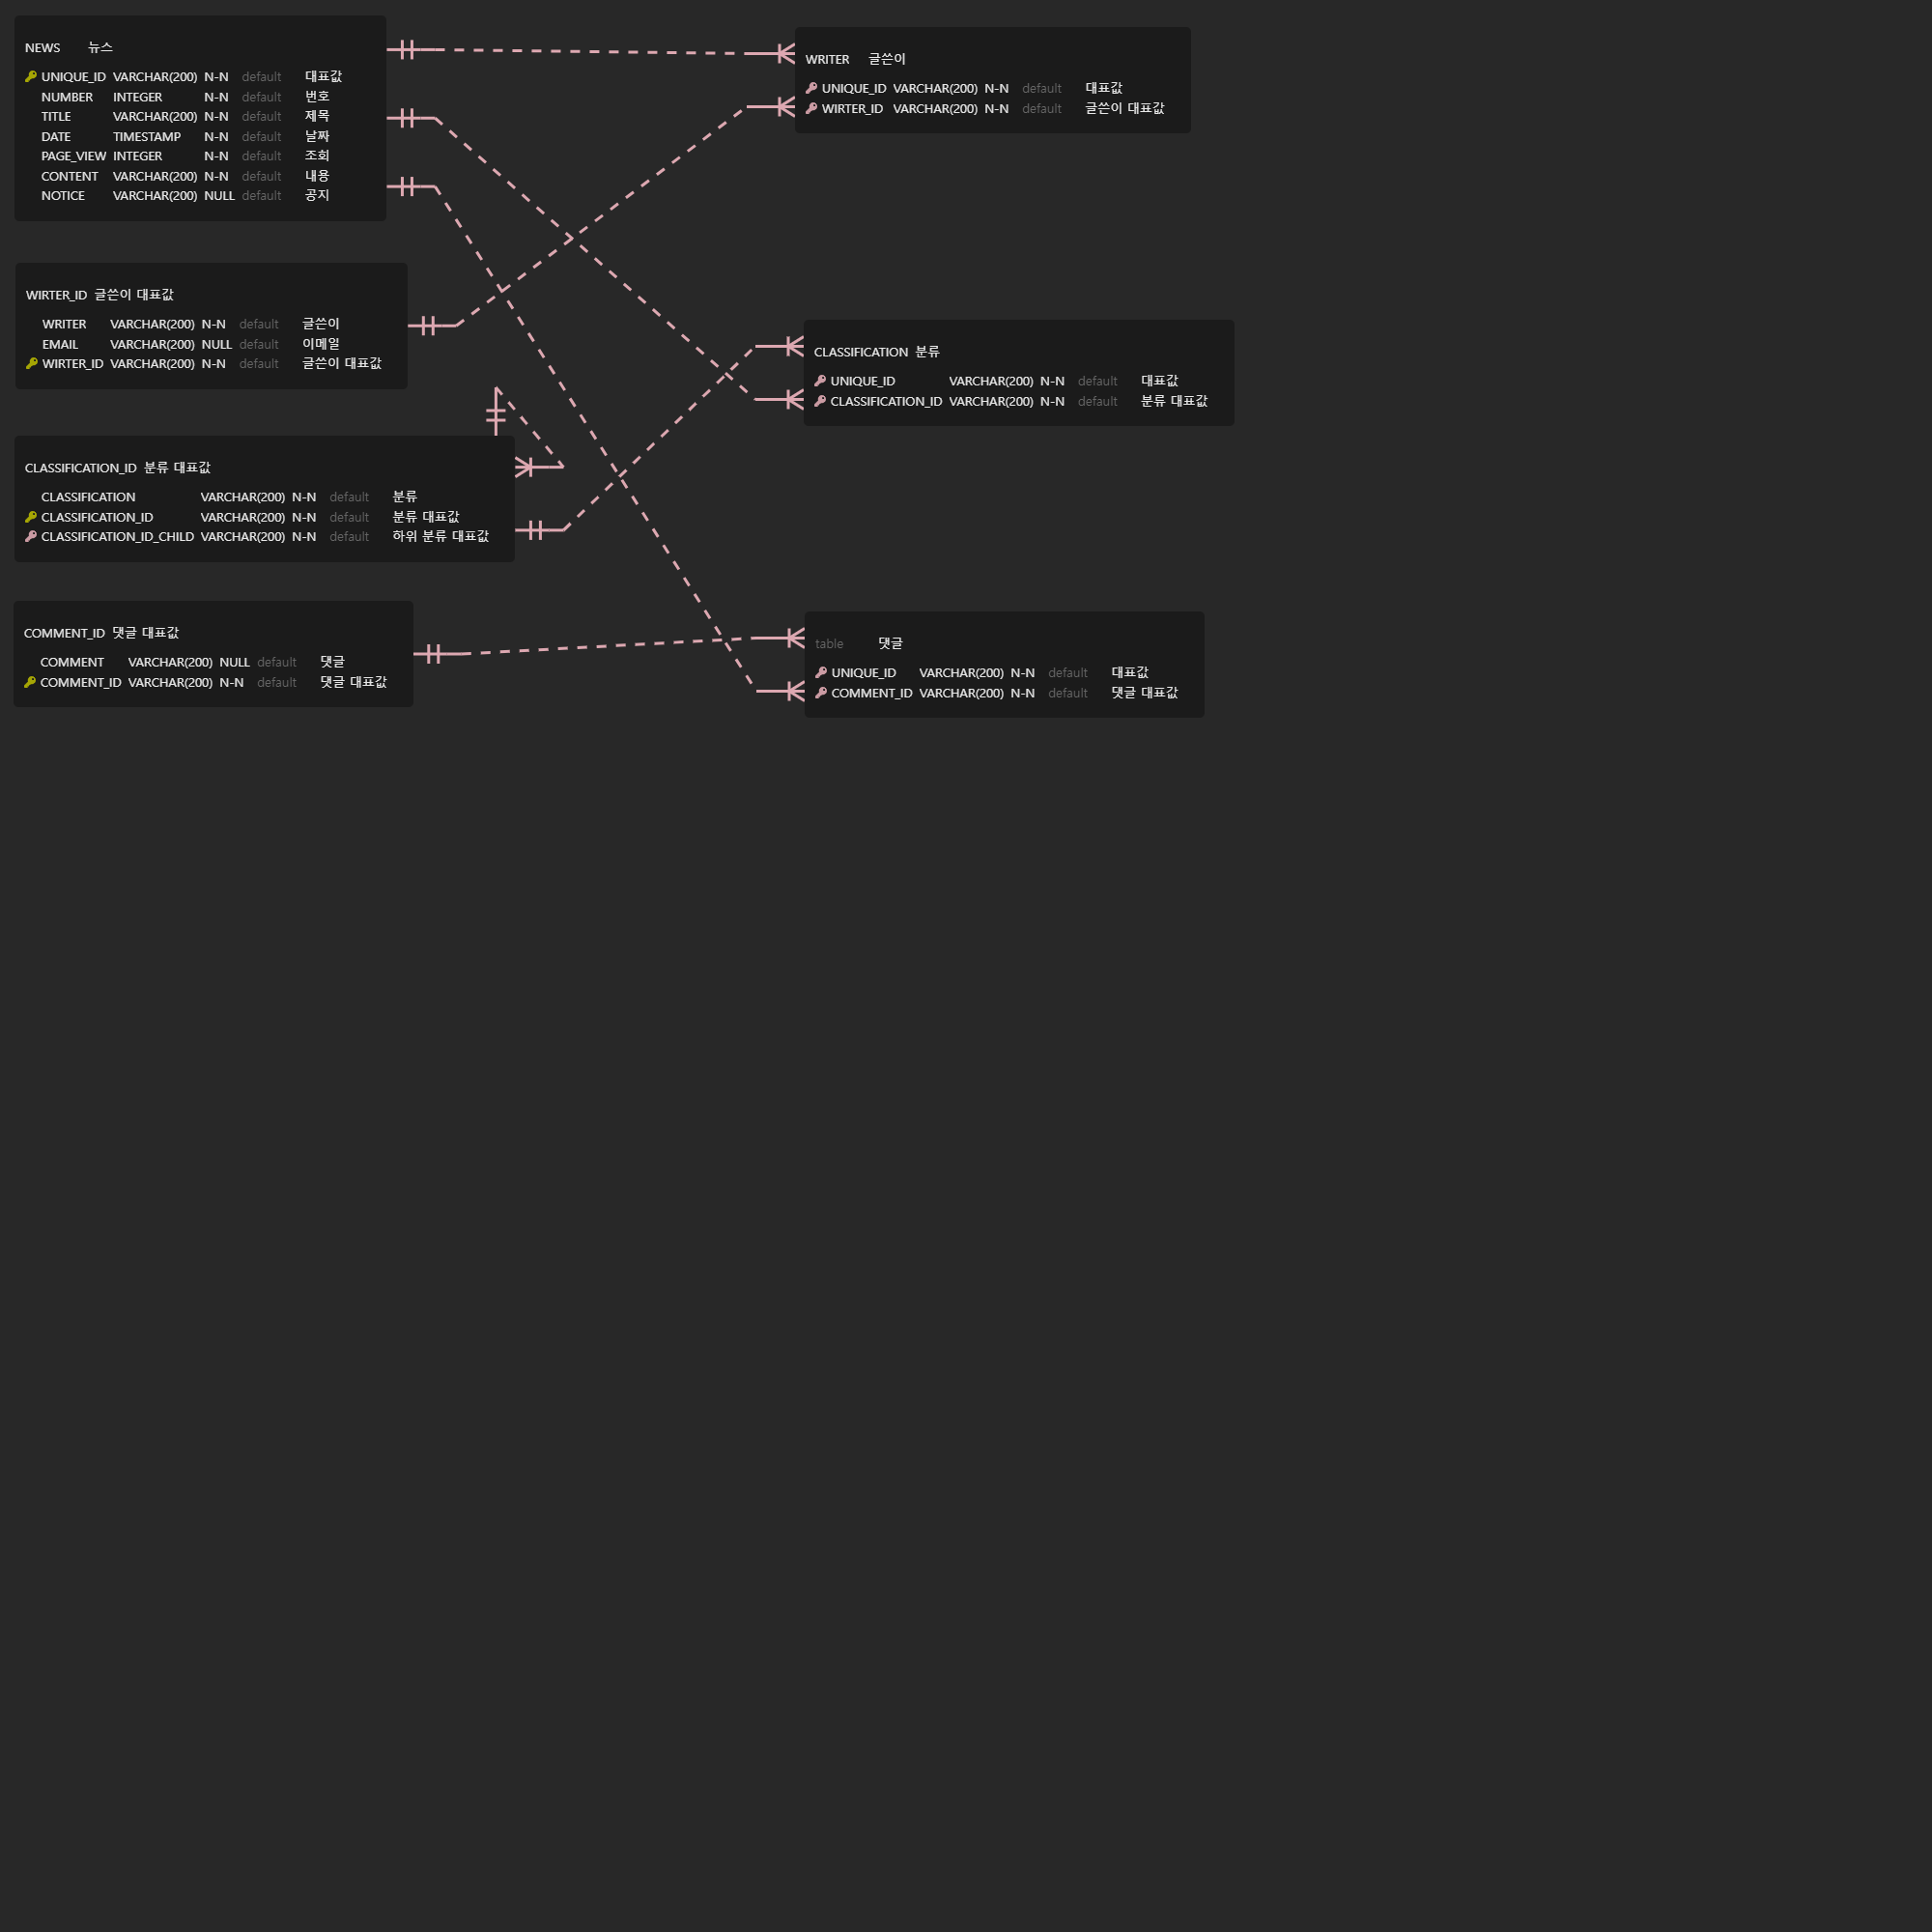 NEWS 뉴스
UNIQUE_ID VARCHAR(200) N-N default 대표값
NUMBER INTEGER N-N default 번호
TITLE VARCHAR(200) N-N default 제목
DATE TIMESTAMP N-N default 날짜
PAGE_VIEW INTEGER N-N default 조회
CONTENT VARCHAR(200) N-N default 내용
NOTICE VARCHAR(200) NULL default 공지
WRITER 글쓴이
UNIQUE_ID VARCHAR(200) N-N default 대표값
WIRTER_ID VARCHAR(200) N-N default 글쓴이 대표값
WIRTER_ID 글쓴이 대표값
WRITER VARCHAR(200) N-N default 글쓴이
EMAIL VARCHAR(200) NULL default 이메일
WIRTER_ID VARCHAR(200) N-N default 글쓴이 대표값
CLASSIFICATION 분류
UNIQUE_ID VARCHAR(200) N-N default 대표값
CLASSIFICATION_ID VARCHAR(200) N-N default 분류 대표값
CLASSIFICATION_ID 분류 대표값
CLASSIFICATION VARCHAR(200) N-N default 분류
CLASSIFICATION_ID VARCHAR(200) N-N default 분류 대표값
CLASSIFICATION_ID_CHILD VARCHAR(200) N-N default 하위 분류 대표값
COMMENT_ID 댓글 대표값
COMMENT VARCHAR(200) NULL default 댓글
COMMENT_ID VARCHAR(200) N-N default 댓글 대표값
table 댓글
UNIQUE_ID VARCHAR(200) N-N default 대표값
COMMENT_ID VARCHAR(200) N-N default 댓글 대표값